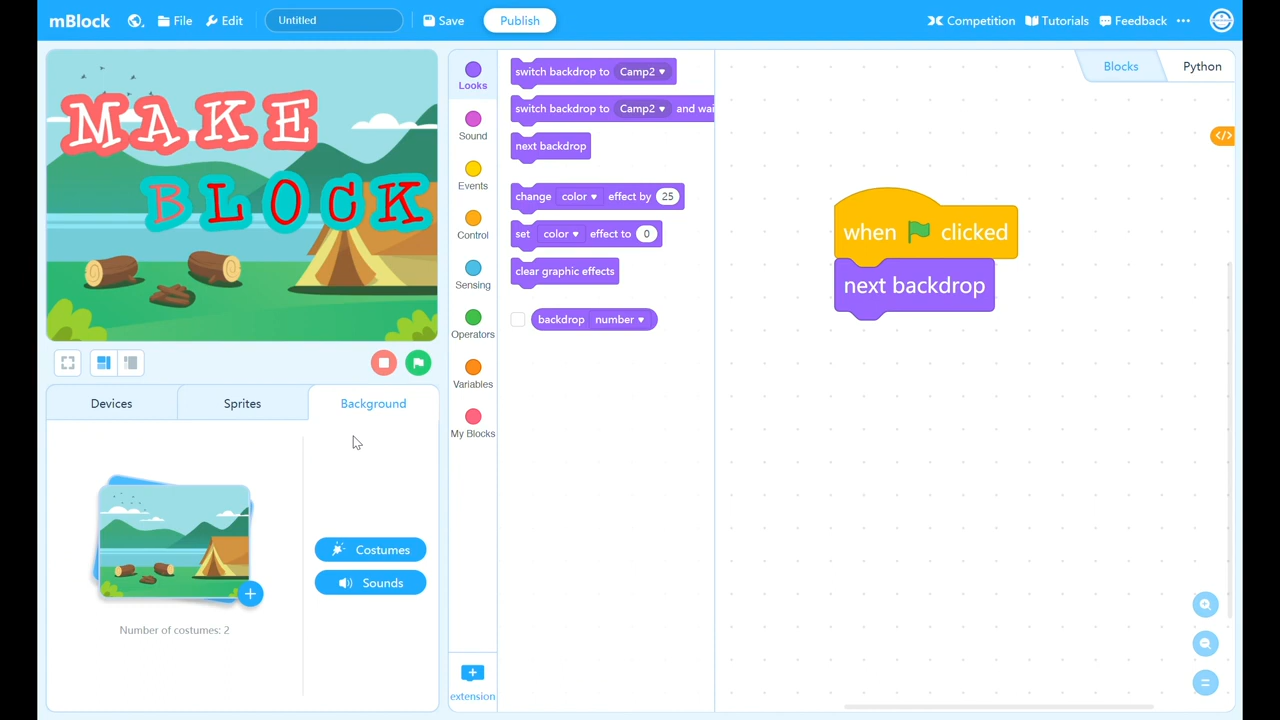 mBlock File Edit Untitled Save Publish Competition Tutorials Feedback
MAKE
BLOCK
Devices Sprites Background
Costumes
Sounds
Number of costumes: 2
Looks
Sound
Events
Control
Sensing
Operators
Variables
My Blocks
extension
switch backdrop to Camp2
switch backdrop to Camp2 and wai
next backdrop
change color effect by 25
set color effect to 0
clear graphic effects
backdrop number
Blocks Python
when clicked
next backdrop